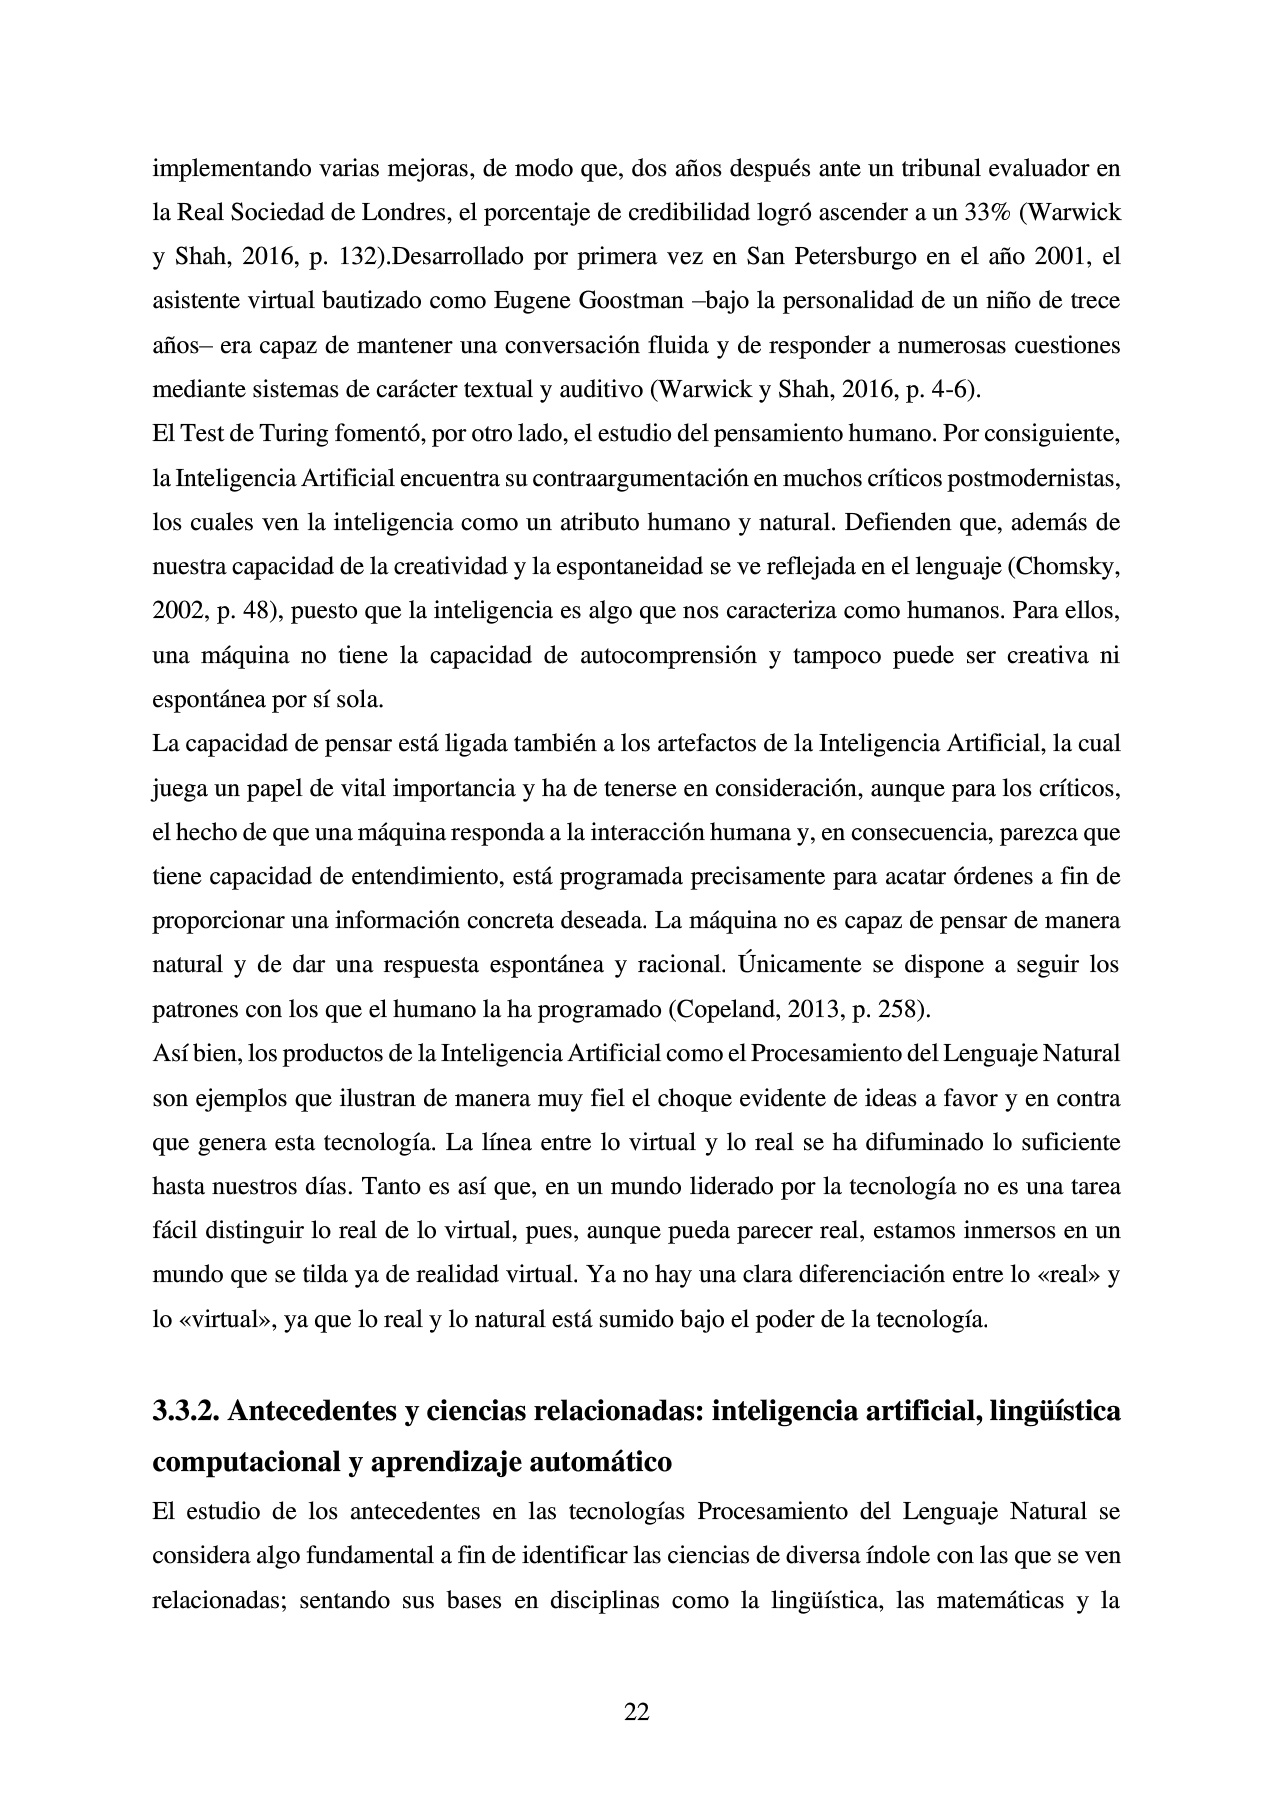 implementando varias mejoras, de modo que, dos años después ante un tribunal evaluador en
la Real Sociedad de Londres, el porcentaje de credibilidad logró ascender a un 33% (Warwick
y Shah, 2016, p. 132).Desarrollado por primera vez en San Petersburgo en el año 2001, el
asistente virtual bautizado como Eugene Goostman –bajo la personalidad de un niño de trece
años– era capaz de mantener una conversación fluida y de responder a numerosas cuestiones
mediante sistemas de carácter textual y auditivo (Warwick y Shah, 2016, p. 4-6).
El Test de Turing fomentó, por otro lado, el estudio del pensamiento humano. Por consiguiente,
la Inteligencia Artificial encuentra su contraargumentación en muchos críticos postmodernistas,
los cuales ven la inteligencia como un atributo humano y natural. Defienden que, además de
nuestra capacidad de la creatividad y la espontaneidad se ve reflejada en el lenguaje (Chomsky,
2002, p. 48), puesto que la inteligencia es algo que nos caracteriza como humanos. Para ellos,
una máquina no tiene la capacidad de autocomprensión y tampoco puede ser creativa ni
espontánea por sí sola.
La capacidad de pensar está ligada también a los artefactos de la Inteligencia Artificial, la cual
juega un papel de vital importancia y ha de tenerse en consideración, aunque para los críticos,
el hecho de que una máquina responda a la interacción humana y, en consecuencia, parezca que
tiene capacidad de entendimiento, está programada precisamente para acatar órdenes a fin de
proporcionar una información concreta deseada. La máquina no es capaz de pensar de manera
natural y de dar una respuesta espontánea y racional. Únicamente se dispone a seguir los
patrones con los que el humano la ha programado (Copeland, 2013, p. 258).
Así bien, los productos de la Inteligencia Artificial como el Procesamiento del Lenguaje Natural
son ejemplos que ilustran de manera muy fiel el choque evidente de ideas a favor y en contra
que genera esta tecnología. La línea entre lo virtual y lo real se ha difuminado lo suficiente
hasta nuestros días. Tanto es así que, en un mundo liderado por la tecnología no es una tarea
fácil distinguir lo real de lo virtual, pues, aunque pueda parecer real, estamos inmersos en un
mundo que se tilda ya de realidad virtual. Ya no hay una clara diferenciación entre lo «real» y
lo «virtual», ya que lo real y lo natural está sumido bajo el poder de la tecnología.
3.3.2. Antecedentes y ciencias relacionadas: inteligencia artificial, lingüística
computacional y aprendizaje automático
El estudio de los antecedentes en las tecnologías Procesamiento del Lenguaje Natural se
considera algo fundamental a fin de identificar las ciencias de diversa índole con las que se ven
relacionadas; sentando sus bases en disciplinas como la lingüística, las matemáticas y la
22